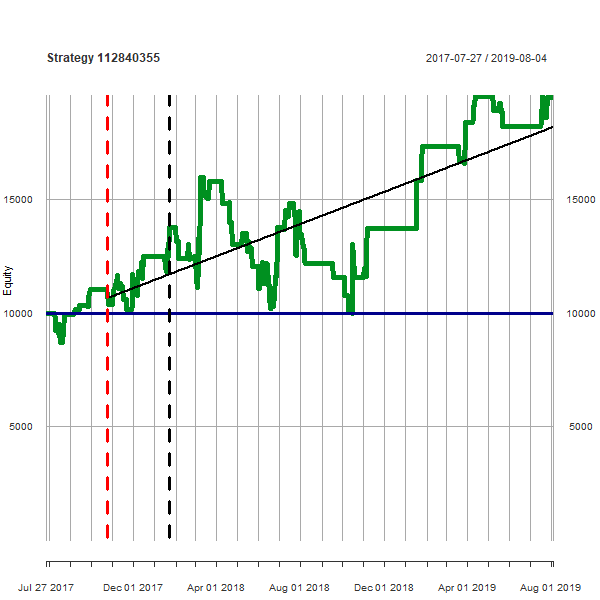 Strategy 112840355
2017-07-27 / 2019-08-04
15000
15000
Equity
10000
10000
5000
5000
Jul 27 2017
Dec 01 2017
Apr 01 2018
Aug 01 2018
Dec 01 2018
Apr 01 2019
Aug 01 2019